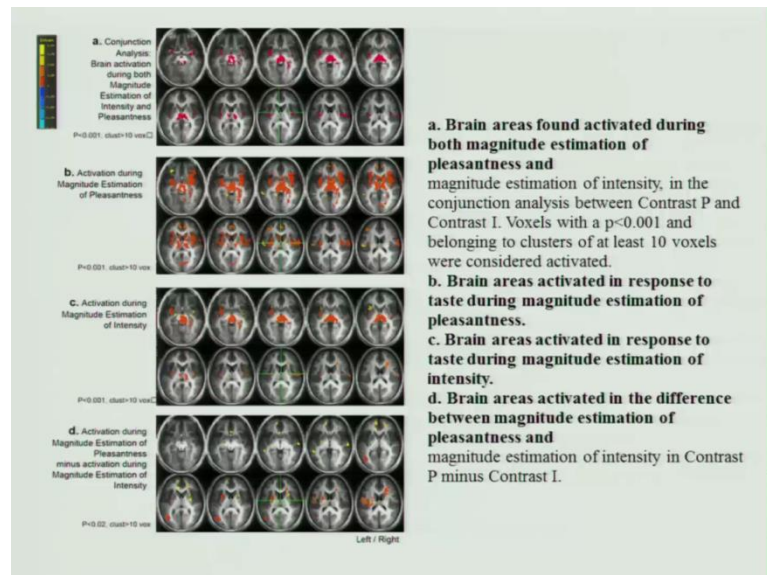 a. Conjunction
Analysis:
Brain activation
during both
Magnitude
Estimation of
Intensity and
Pleasantness
P<0.001, clust>10 vox
b. Activation during
Magnitude Estimation
of Pleasantness
P<0.001, clust>10 vox
c. Activation during
Magnitude Estimation
of Intensity
P<0.001, clust>10 vox
d. Activation during
Magnitude Estimation of
Pleasantness
minus activation during
Magnitude Estimation of
Intensity
P<0.02, clust>10 vox
Left / Right
a. Brain areas found activated during
both magnitude estimation of
pleasantness and
magnitude estimation of intensity, in the
conjunction analysis between Contrast P and
Contrast I. Voxels with a p<0.001 and
belonging to clusters of at least 10 voxels
were considered activated.
b. Brain areas activated in response to
taste during magnitude estimation of
pleasantness.
c. Brain areas activated in response to
taste during magnitude estimation of
intensity.
d. Brain areas activated in the difference
between magnitude estimation of
pleasantness and
magnitude estimation of intensity in Contrast
P minus Contrast I.